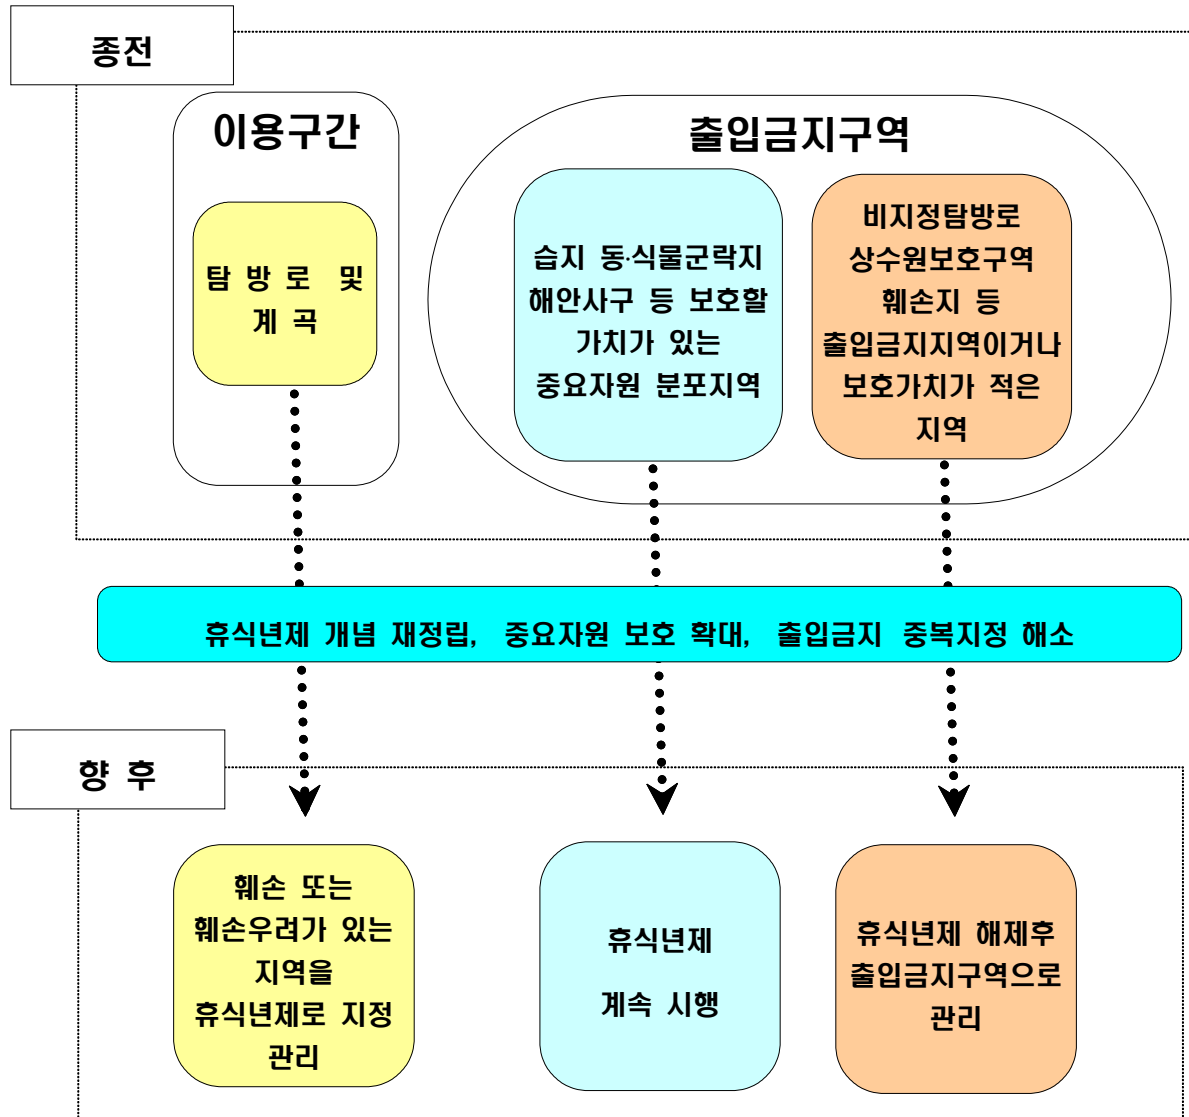 종전
이용구간
탐 방 로 및
계 곡
출입금지구역
습지 동·식물군락지
해안사구 등 보호할
가치가 있는
중요자원 분포지역
비지정탐방로
상수원보호구역
훼손지 등
출입금지지역이거나
보호가치가 적은
지역
휴식년제 개념 재정립, 중요자원 보호 확대, 출입금지 중복지정 해소
향 후
훼손 또는
훼손우려가 있는
지역을
휴식년제로 지정
관리
휴식년제
계속 시행
휴식년제 해제후
출입금지구역으로
관리